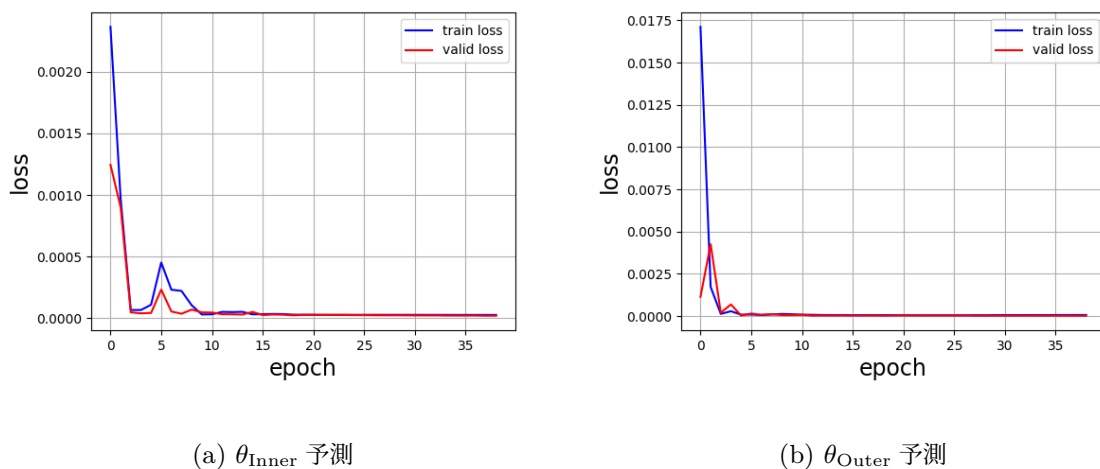 train loss
valid loss
0.0020
0.0015
0.0010
0.0005
0.0000
loss
0 5 10 15 20 25 30 35
epoch
(a) θInner 予測
train loss
valid loss
0.0175
0.0150
0.0125
0.0100
0.0075
0.0050
0.0025
0.0000
loss
0 5 10 15 20 25 30 35
epoch
(b) θOuter 予測